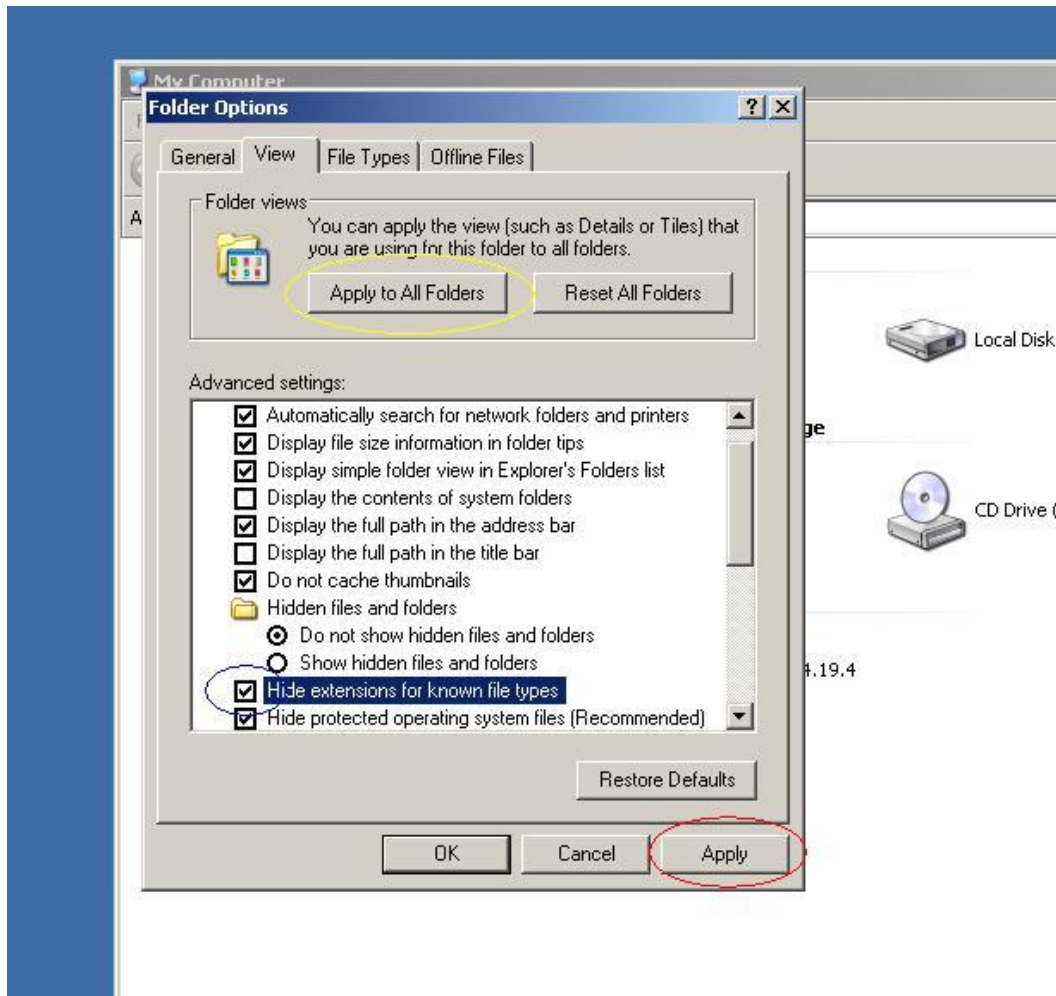 My Computer
Folder Options
General View File Types Offline Files
A
Folder views
You can apply the view (such as Details or Tiles) that
you are using for this folder to all folders.
Apply to All Folders Reset All Folders
Local Disk
Advanced settings:
Automatically search for network folders and printers
ge
Display file size information in folder tips
Display simple folder view in Explorer's Folders list
Display the contents of system folders
CD Drive (
Display the full path in the address bar
Display the full path in the title bar
Do not cache thumbnails
Hidden files and folders
Do not show hidden files and folders
Show hidden files and folders
4.19.4
Hide extensions for known file types
Hide protected operating system files (Recommended)
Restore Defaults
OK Cancel Apply